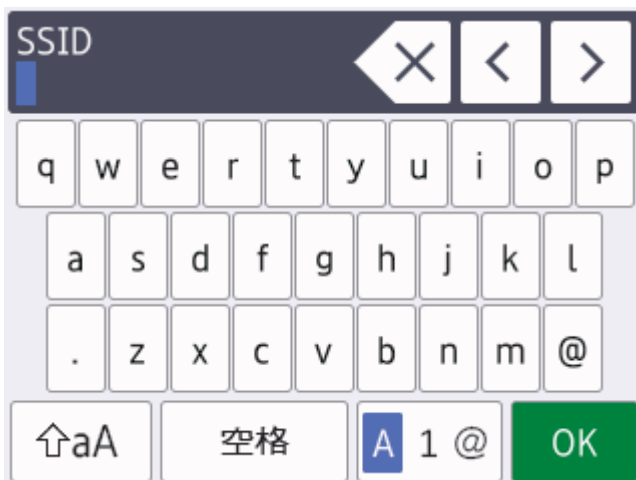 SSID
q w e r t y u i o p
a s d f g h j k l
. z x c v b n m @
aA 空格 A 1 @ OK